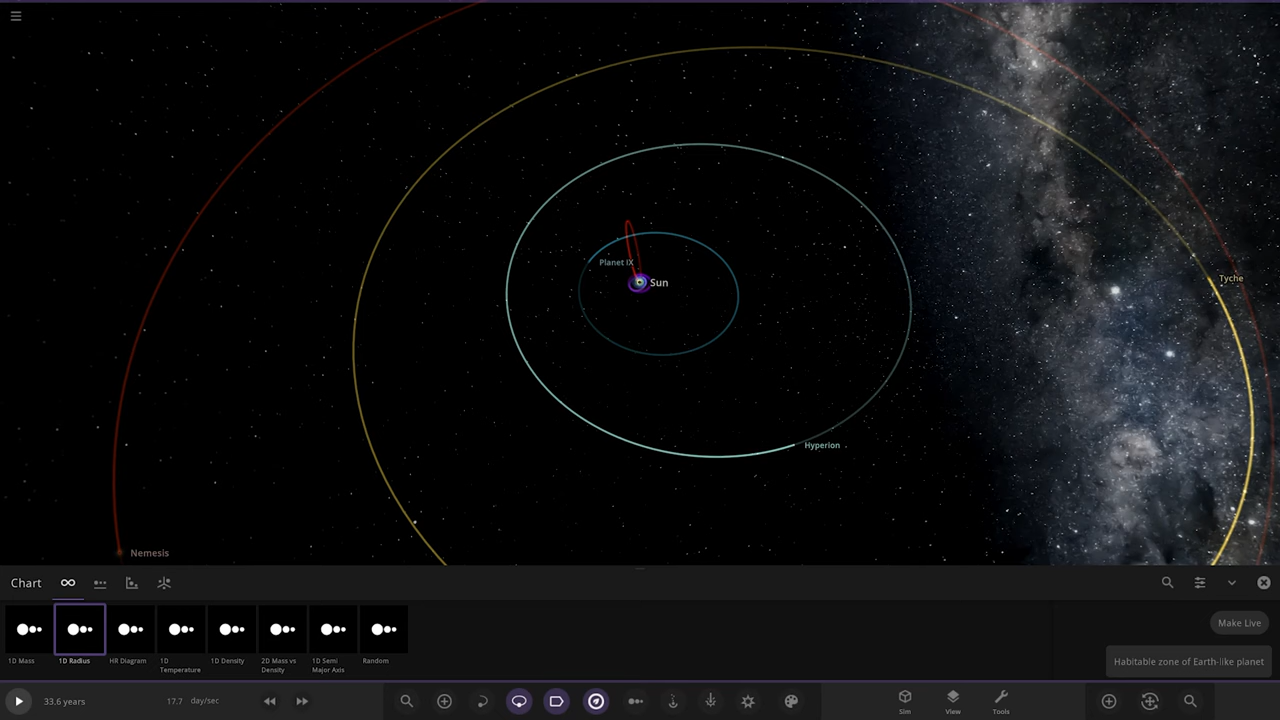 Planet IX
Sun
Tyche
Hyperion
Nemesis
Chart
Make Live
1D Mass
1D Radius
HR Diagram
1D
Temperature
1D Density
2D Mass vs
Density
1D Semi
Major Axis
Random
Habitable zone of Earth-like planet
33.6 years
17.7 day/sec
Sim
View
Tools